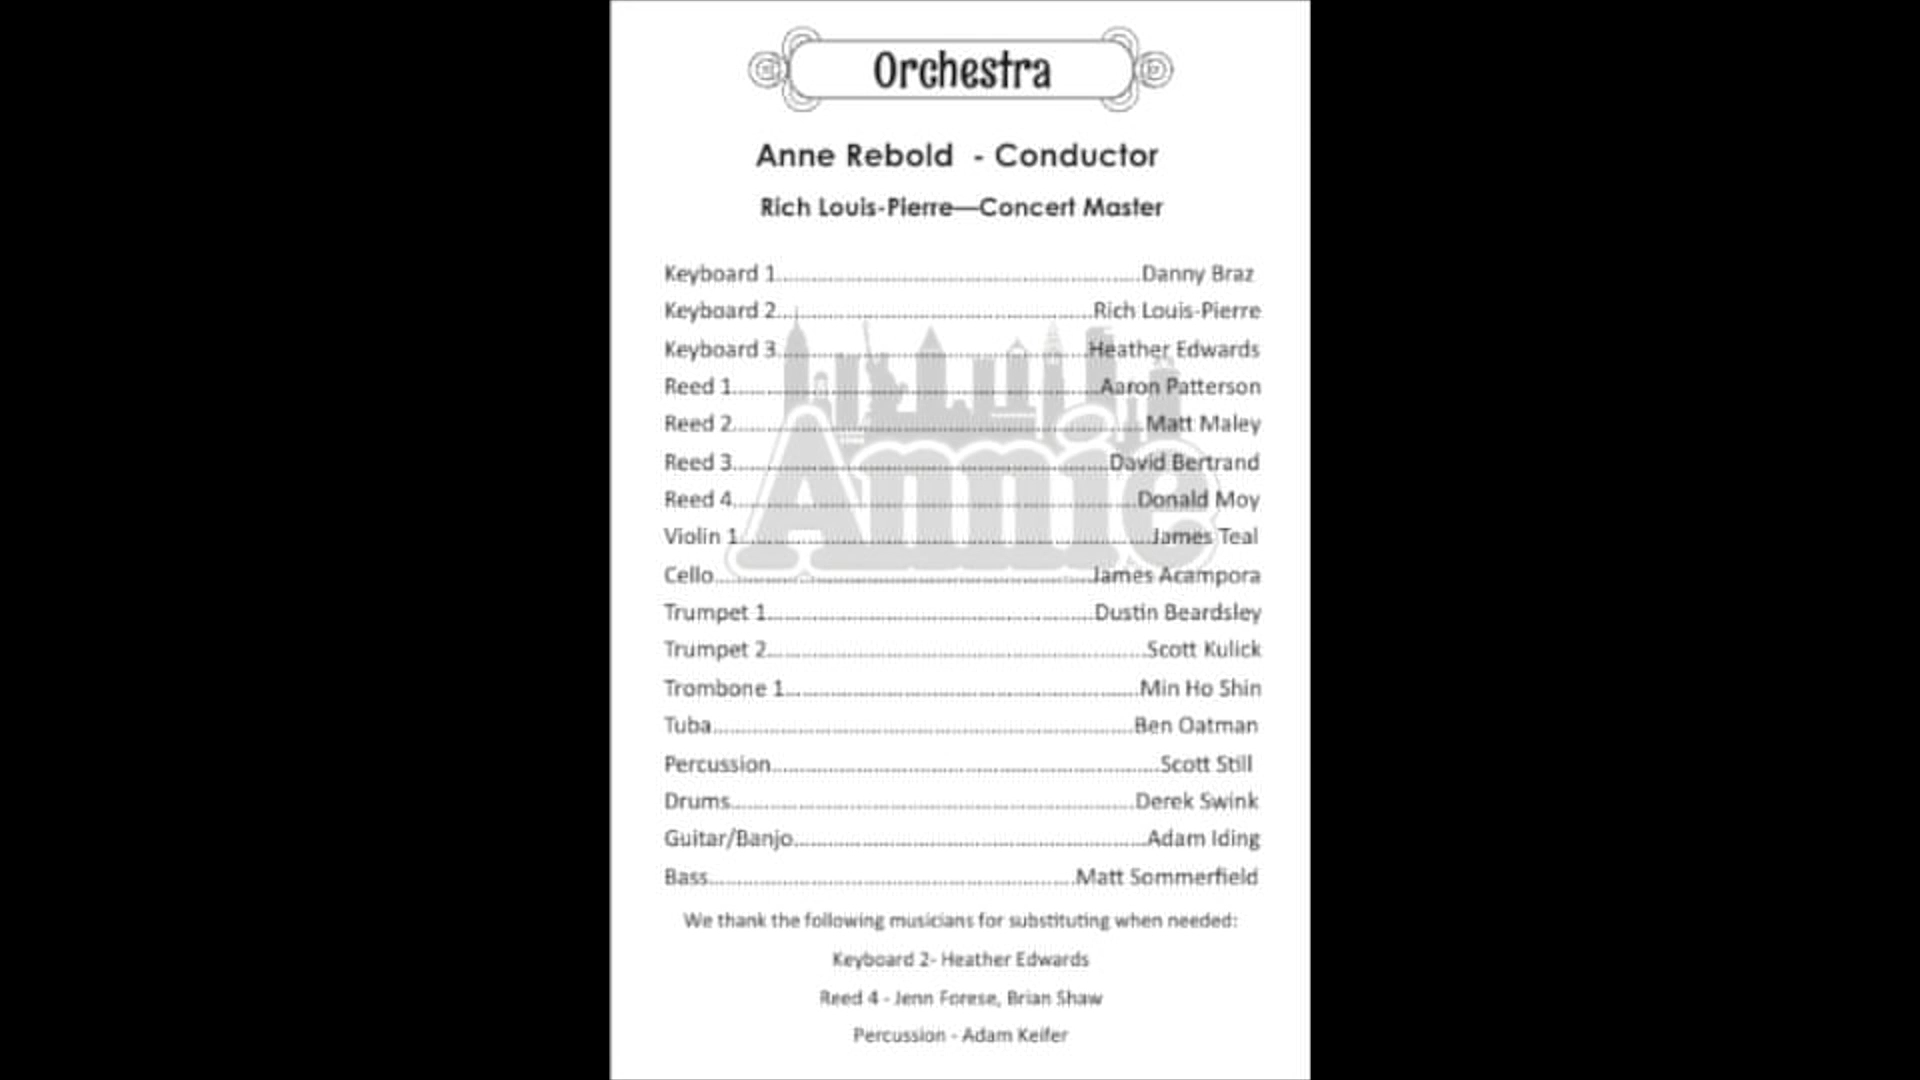 Orchestra
Anne Rebold - Conductor
Rich Louis-Pierre—Concert Master
Keyboard 1................................................Danny Braz
Keyboard 2................................................Rich Louis-Pierre
Keyboard 3................................................Heather Edwards
Reed 1................................................Aaron Patterson
Reed 2................................................Matt Maley
Reed 3................................................David Bertrand
Reed 4................................................Donald Moy
Violin 1................................................James Teal
Cello................................................James Acampora
Trumpet 1................................................Dustin Beardsley
Trumpet 2................................................Scott Kulick
Trombone 1................................................Min Ho Shin
Tuba................................................Ben Oatman
Percussion................................................Scott Still
Drums................................................Derek Swink
Guitar/Banjo................................................Adam Iding
Bass................................................Matt Sommerfield
Annie
We thank the following musicians for substituting when needed:
Keyboard 2- Heather Edwards
Reed 4 - Jenn Forese, Brian Shaw
Percussion - Adam Keifer